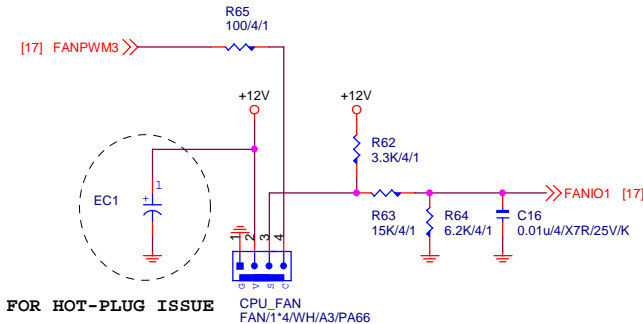 R65
100/4/1
[17] FANPWM3
+12V
+12V
R62
3.3K/4/1
EC1
+
1
FANIO1 [17]
R63
15K/4/1
R64
6.2K/4/1
C16
0.01u/4/X7R/25V/K
1
2
3
4
G
V
S
C
FOR HOT-PLUG ISSUE
CPU_FAN
FAN/1*4/WH/A3/PA66